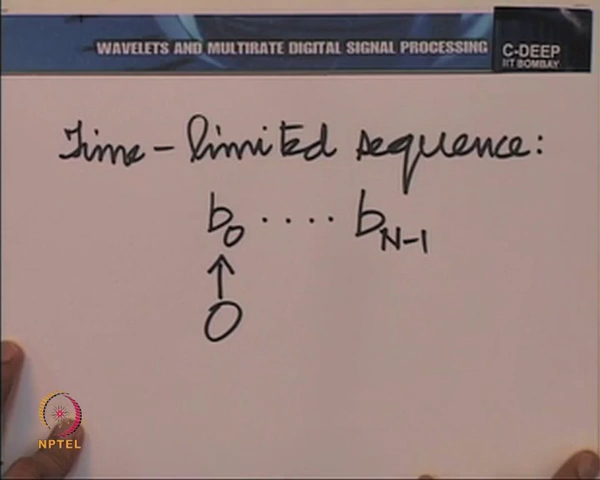 WAVELETS AND MULTIRATE DIGITAL SIGNAL PROCESSING
C-DEEP
IIT BOMBAY
Time-limited sequence:
b0 .... bN-1
↑
0
NPTEL